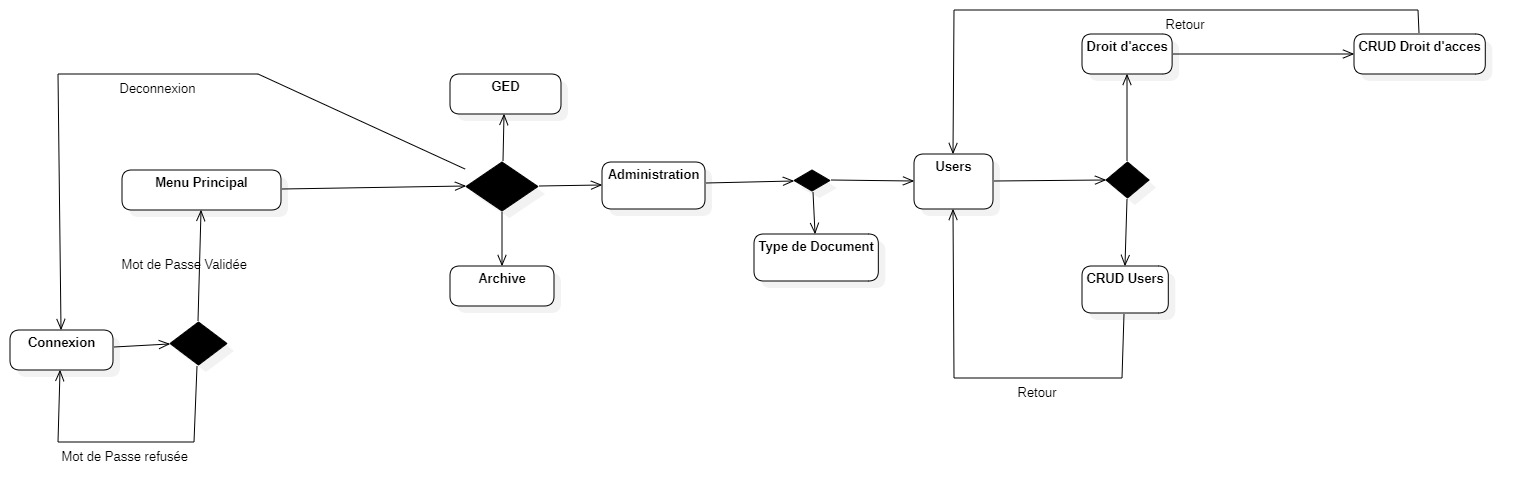 Retour
Droit d'acces
CRUD Droit d'acces
Deconnexion
GED
Menu Principal
Administration
Users
Type de Document
Mot de Passe Validée
Archive
CRUD Users
Connexion
Retour
Mot de Passe refusée